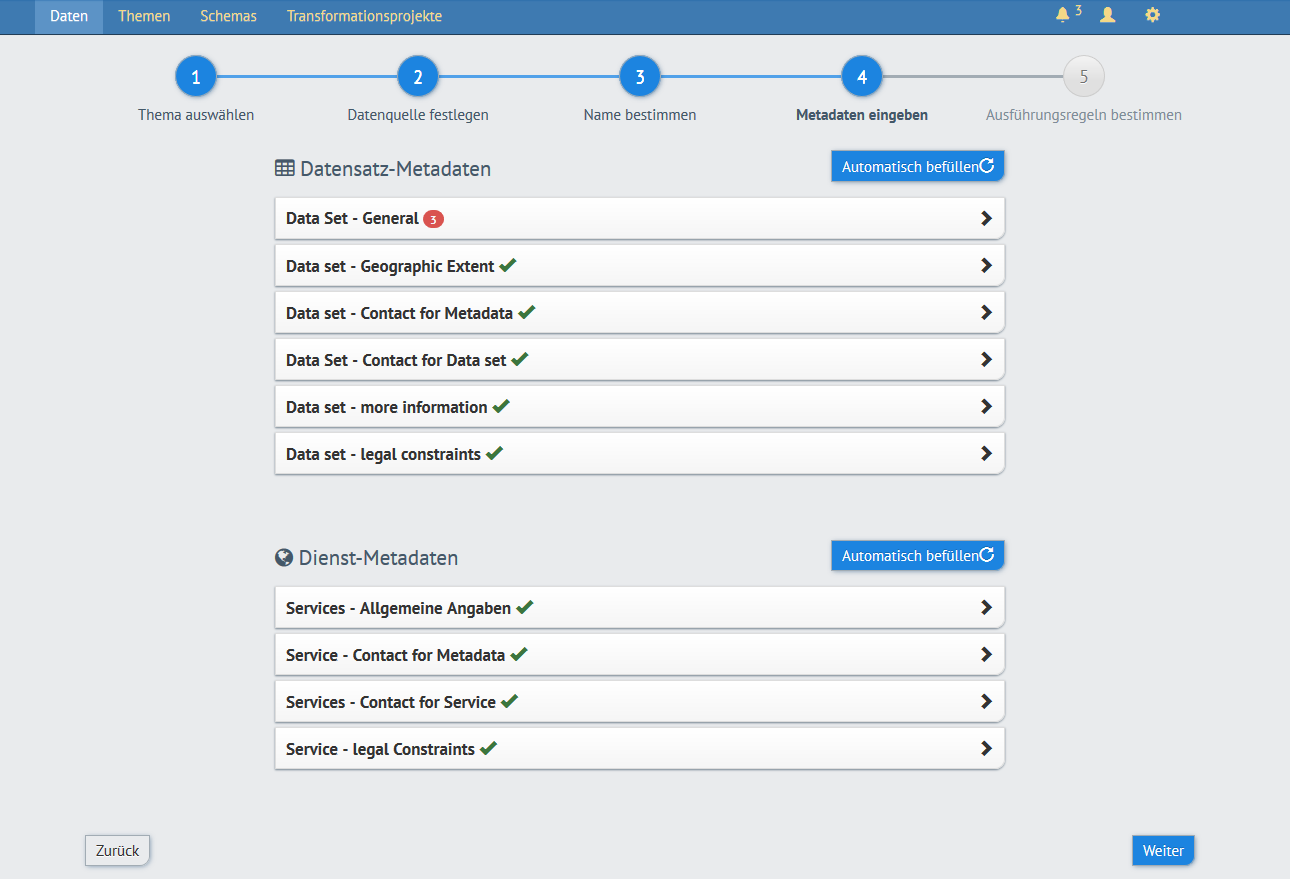 Daten Themen Schemas Transformationsprojekte 3
1 2 3 4 5
Thema auswählen Datenquelle festlegen Name bestimmen Metadaten eingeben Ausführungsregeln bestimmen
Datensatz-Metadaten Automatisch befüllen
Data Set - General 3
Data set - Geographic Extent
Data set - Contact for Metadata
Data Set - Contact for Data set
Data set - more information
Data set - legal constraints
Dienst-Metadaten Automatisch befüllen
Services - Allgemeine Angaben
Service - Contact for Metadata
Services - Contact for Service
Service - legal Constraints
Zurück Weiter